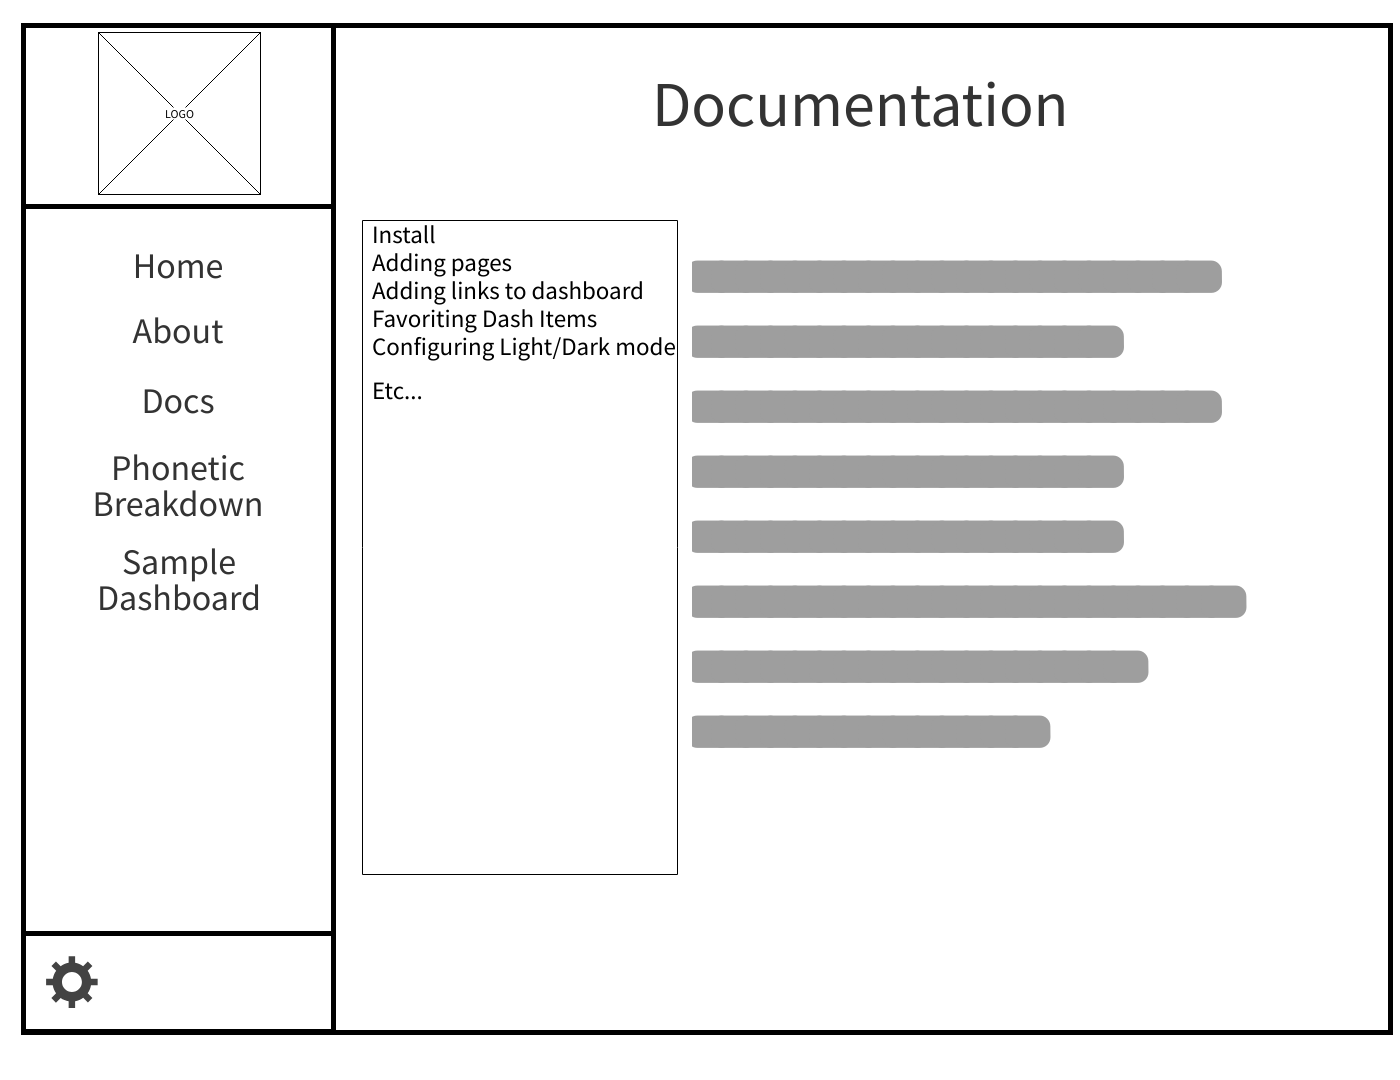 LOGO
Documentation
Home
About
Docs
Phonetic
Breakdown
Sample
Dashboard
Install
Adding pages
Adding links to dashboard
Favoriting Dash Items
Configuring Light/Dark mode
Etc...